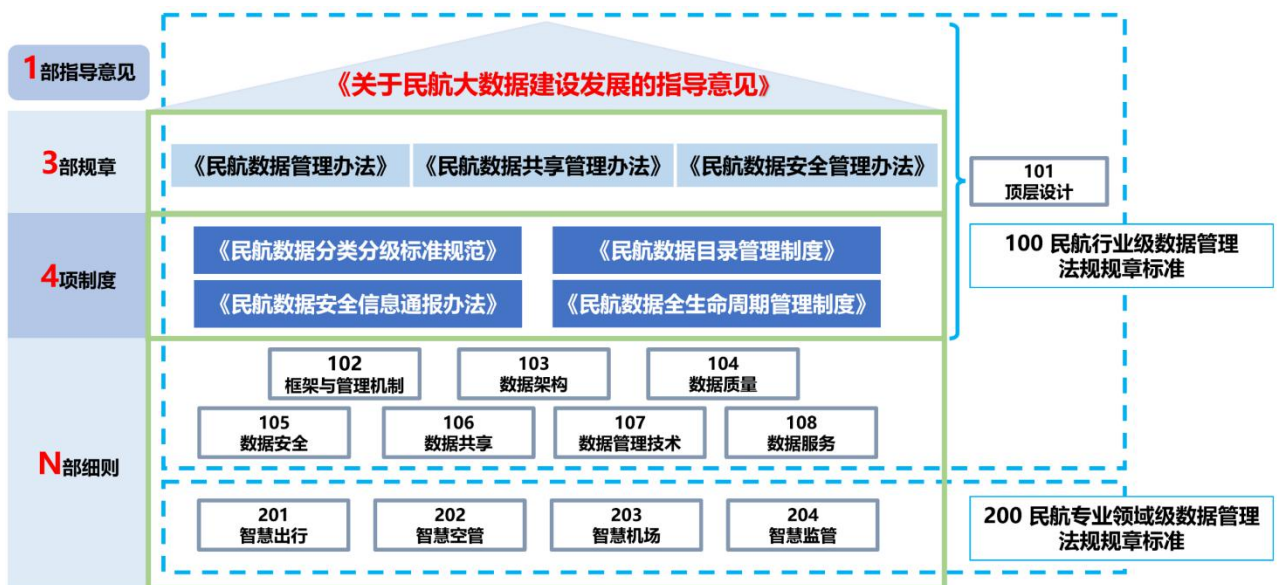 1部指导意见
《关于民航大数据建设发展的指导意见》
3部规章
《民航数据管理办法》
《民航数据共享管理办法》
《民航数据安全管理办法》
101
顶层设计
4项制度
《民航数据分类分级标准规范》
《民航数据目录管理制度》
《民航数据安全信息通报办法》
《民航数据全生命周期管理制度》
100 民航行业级数据管理
法规规章标准
N部细则
102
框架与管理机制
103
数据架构
104
数据质量
105
数据安全
106
数据共享
107
数据管理技术
108
数据服务
201
智慧出行
202
智慧空管
203
智慧机场
204
智慧监管
200 民航专业领域级数据管理
法规规章标准